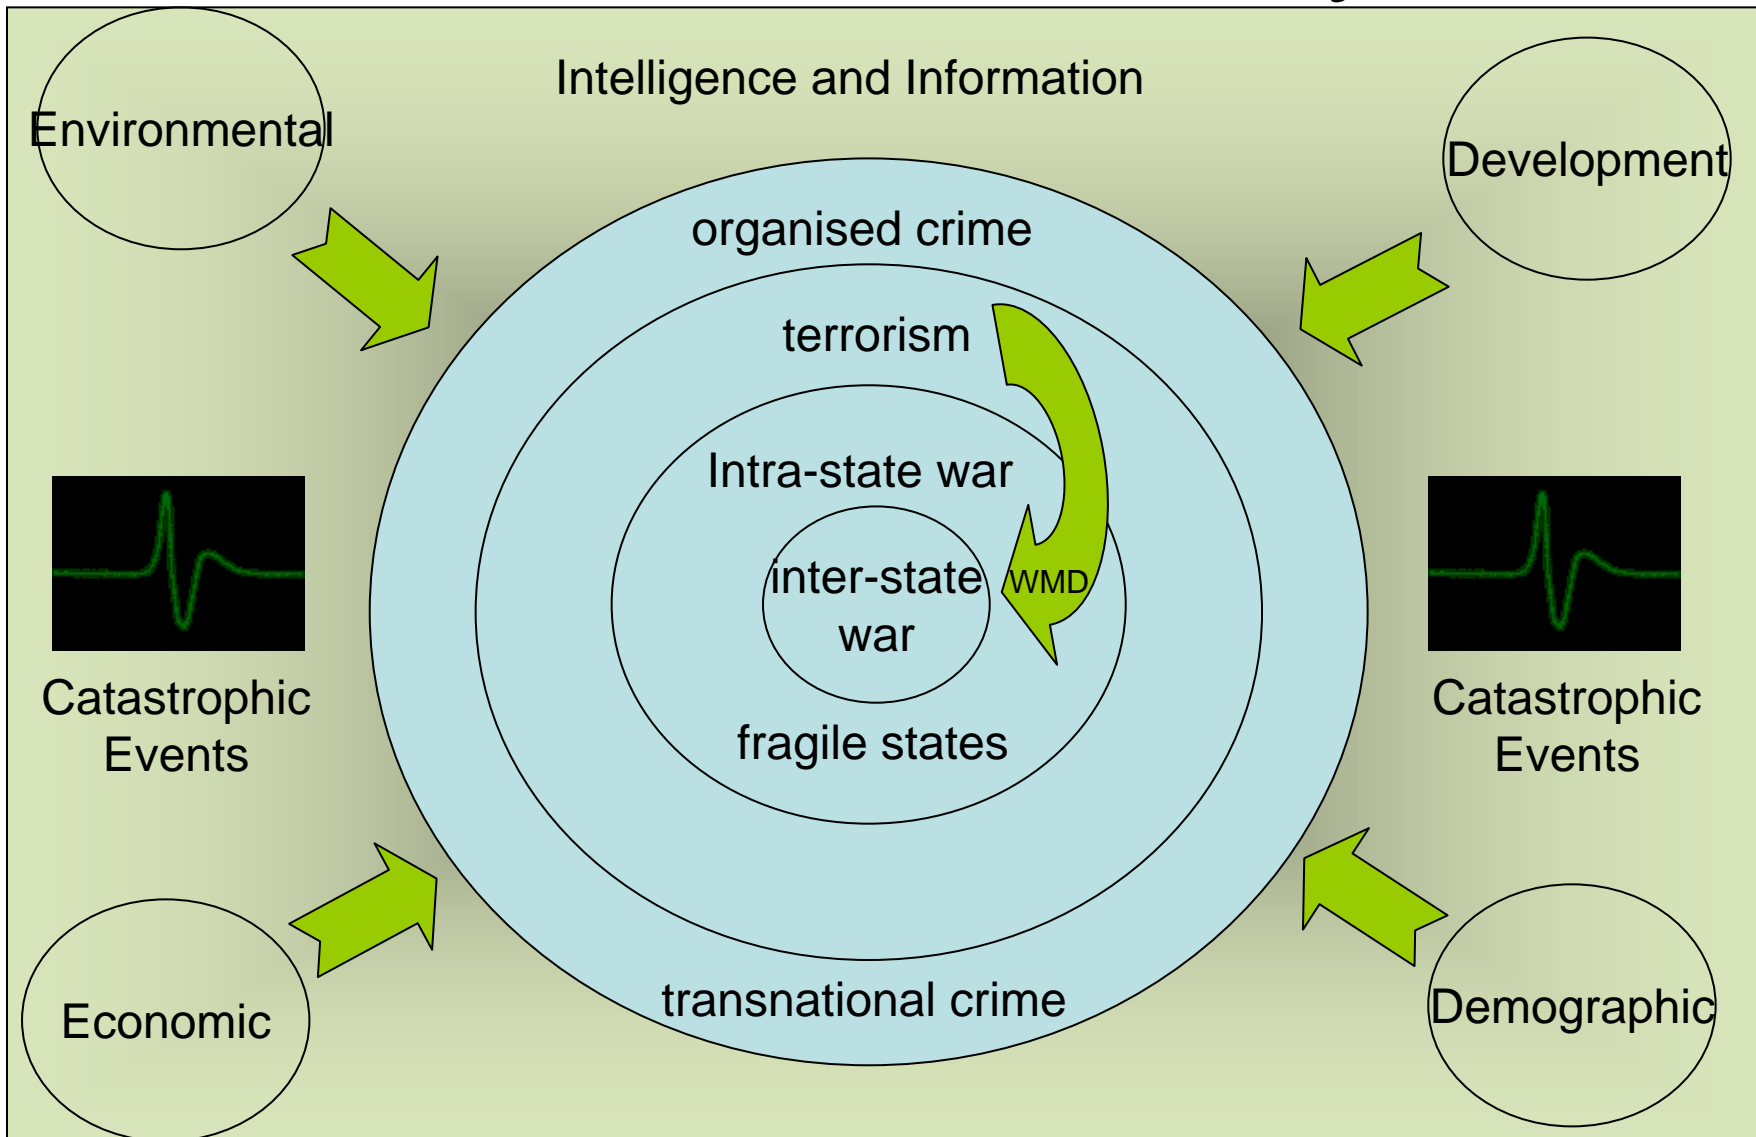 Intelligence and Information
Environmental
Development
organised crime
terrorism
Intra-state war
inter-state
war
WMD
fragile states
Catastrophic
Events
Catastrophic
Events
transnational crime
Economic
Demographic